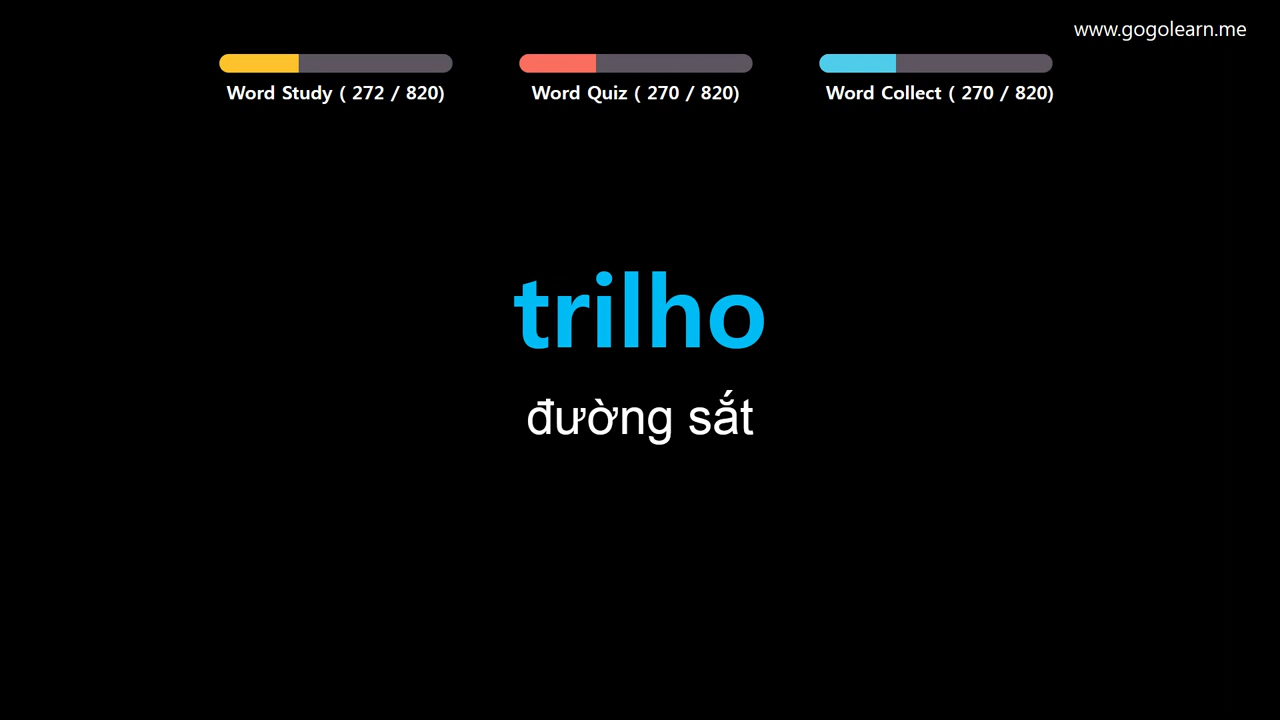 www.gogolearn.me
Word Study ( 272 / 820)
Word Quiz ( 270 / 820)
Word Collect ( 270 / 820)
trilho
đường sắt